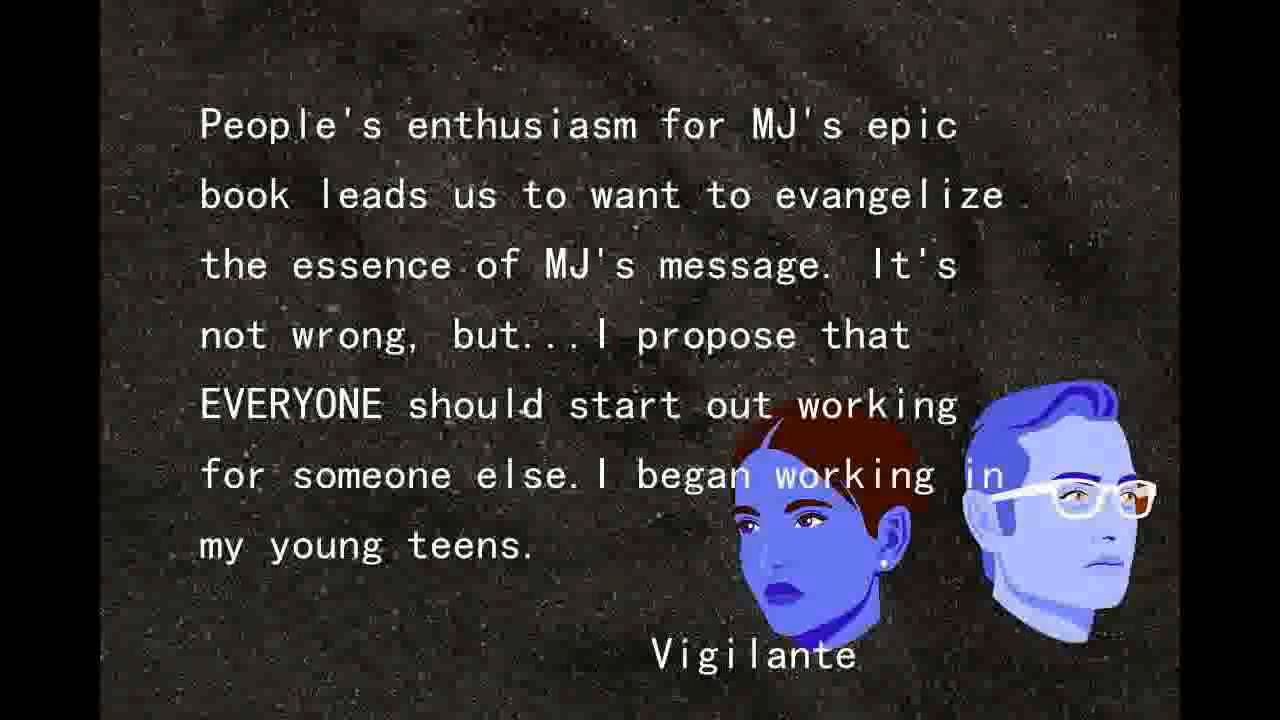 People's enthusiasm for MJ's epic
book leads us to want to evangelize
the essence of MJ's message. It's
not wrong, but...I propose that
EVERYONE should start out working
for someone else.I began working in
my young teens.
Vigilante